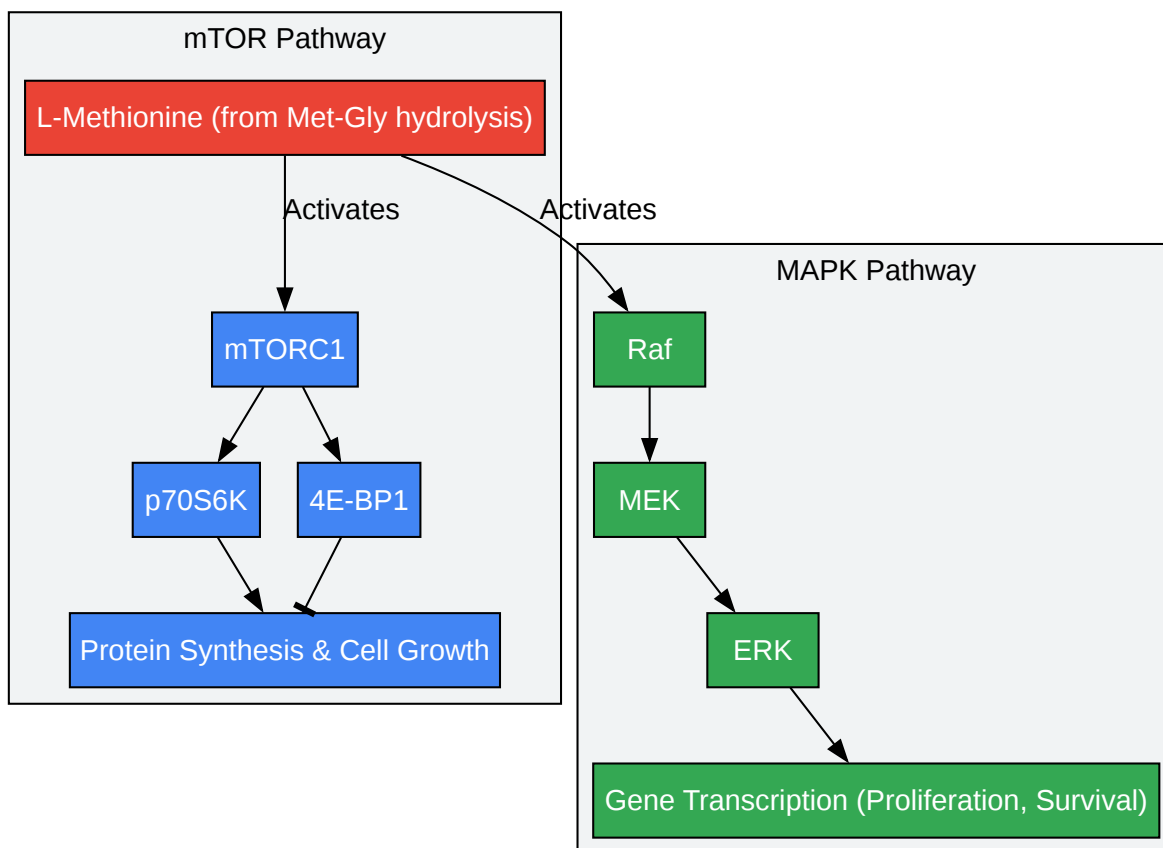 mTOR Pathway
L-Methionine (from Met-Gly hydrolysis)
Activates
Activates
MAPK Pathway
mTORC1
Raf
p70S6K
4E-BP1
MEK
Protein Synthesis & Cell Growth
ERK
Gene Transcription (Proliferation, Survival)